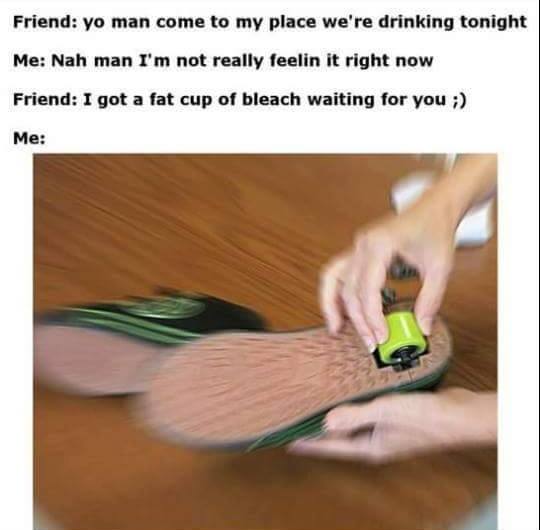 Friend: yo man come to my place we're drinking tonight
Me: Nah man I'm not really feelin it right now
Friend: I got a fat cup of bleach waiting for you ;)
Me: